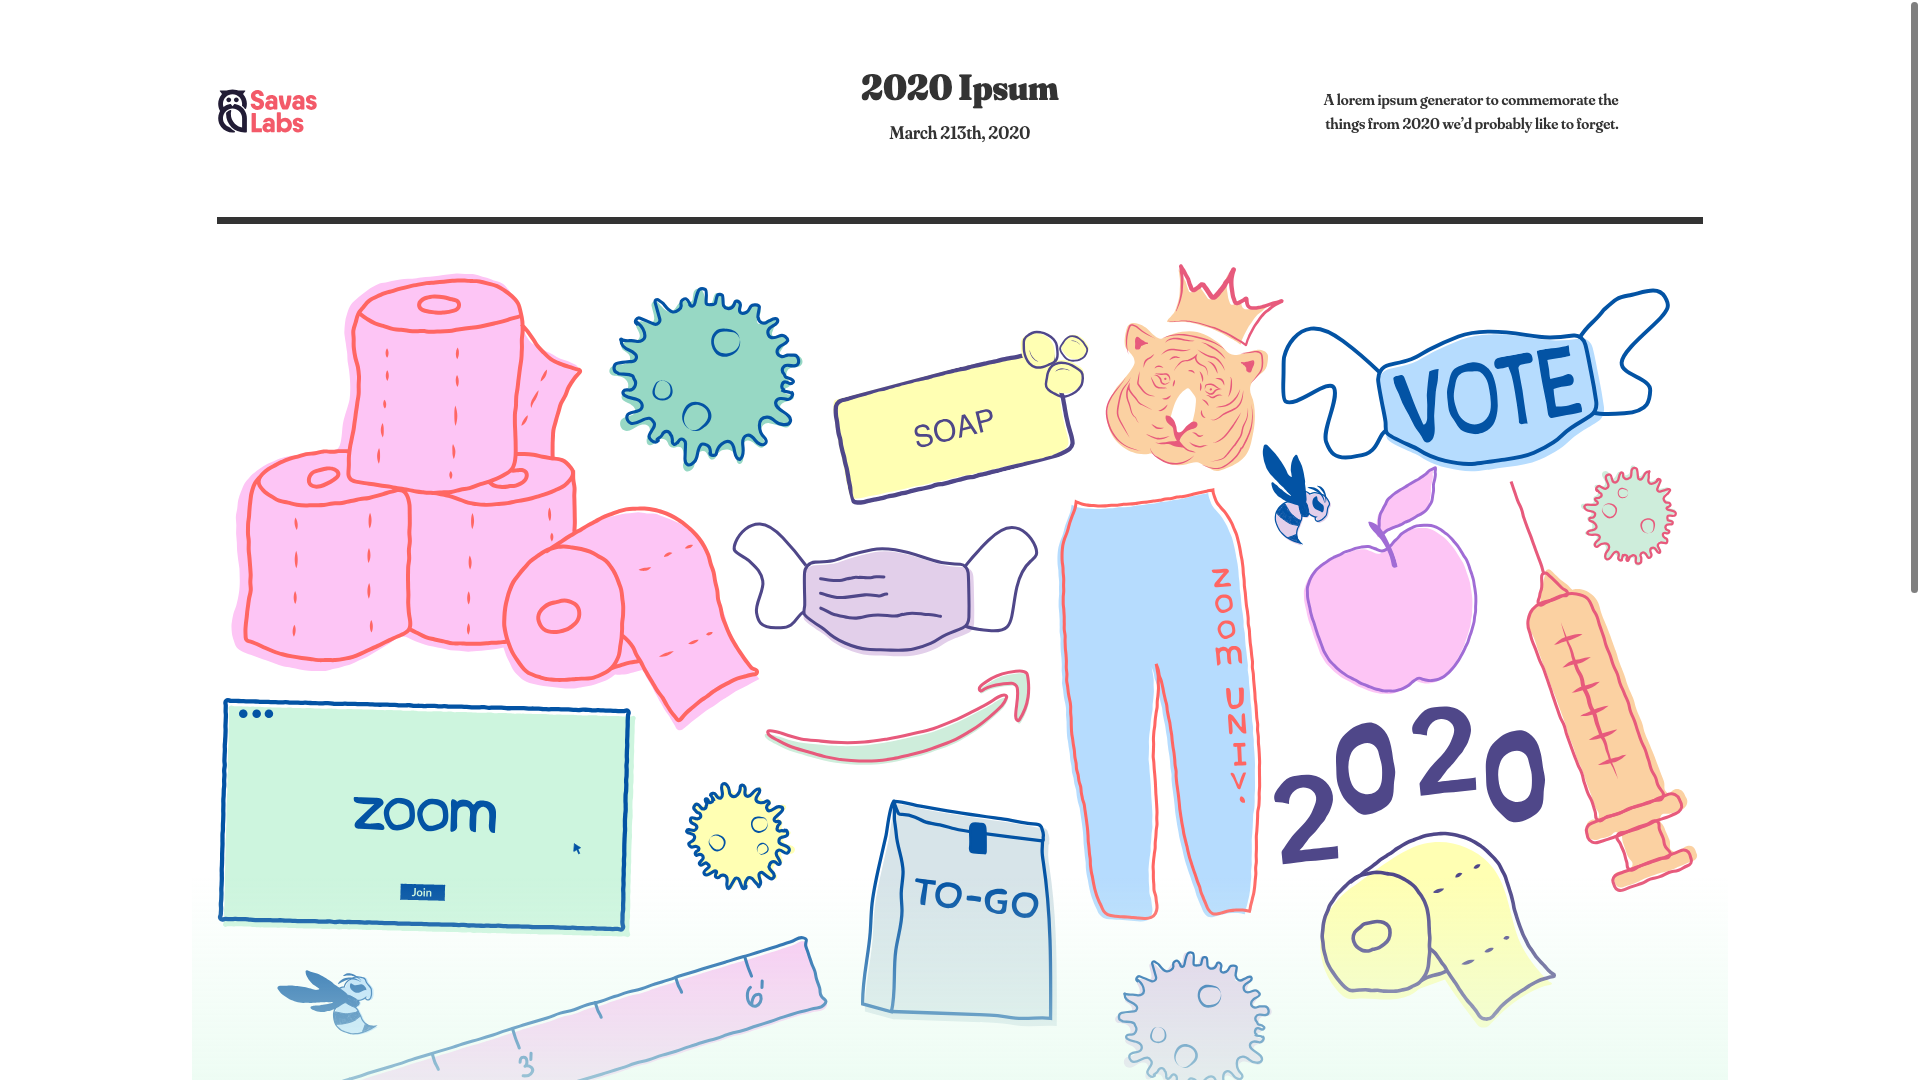 Savas
Labs
2020 Ipsum
March 213th, 2020
A lorem ipsum generator to commemorate the
things from 2020 we’d probably like to forget.
SOAP
VOTE
ZOOM UNIV.
2020
zoom
Join
TO-GO
6'
3'